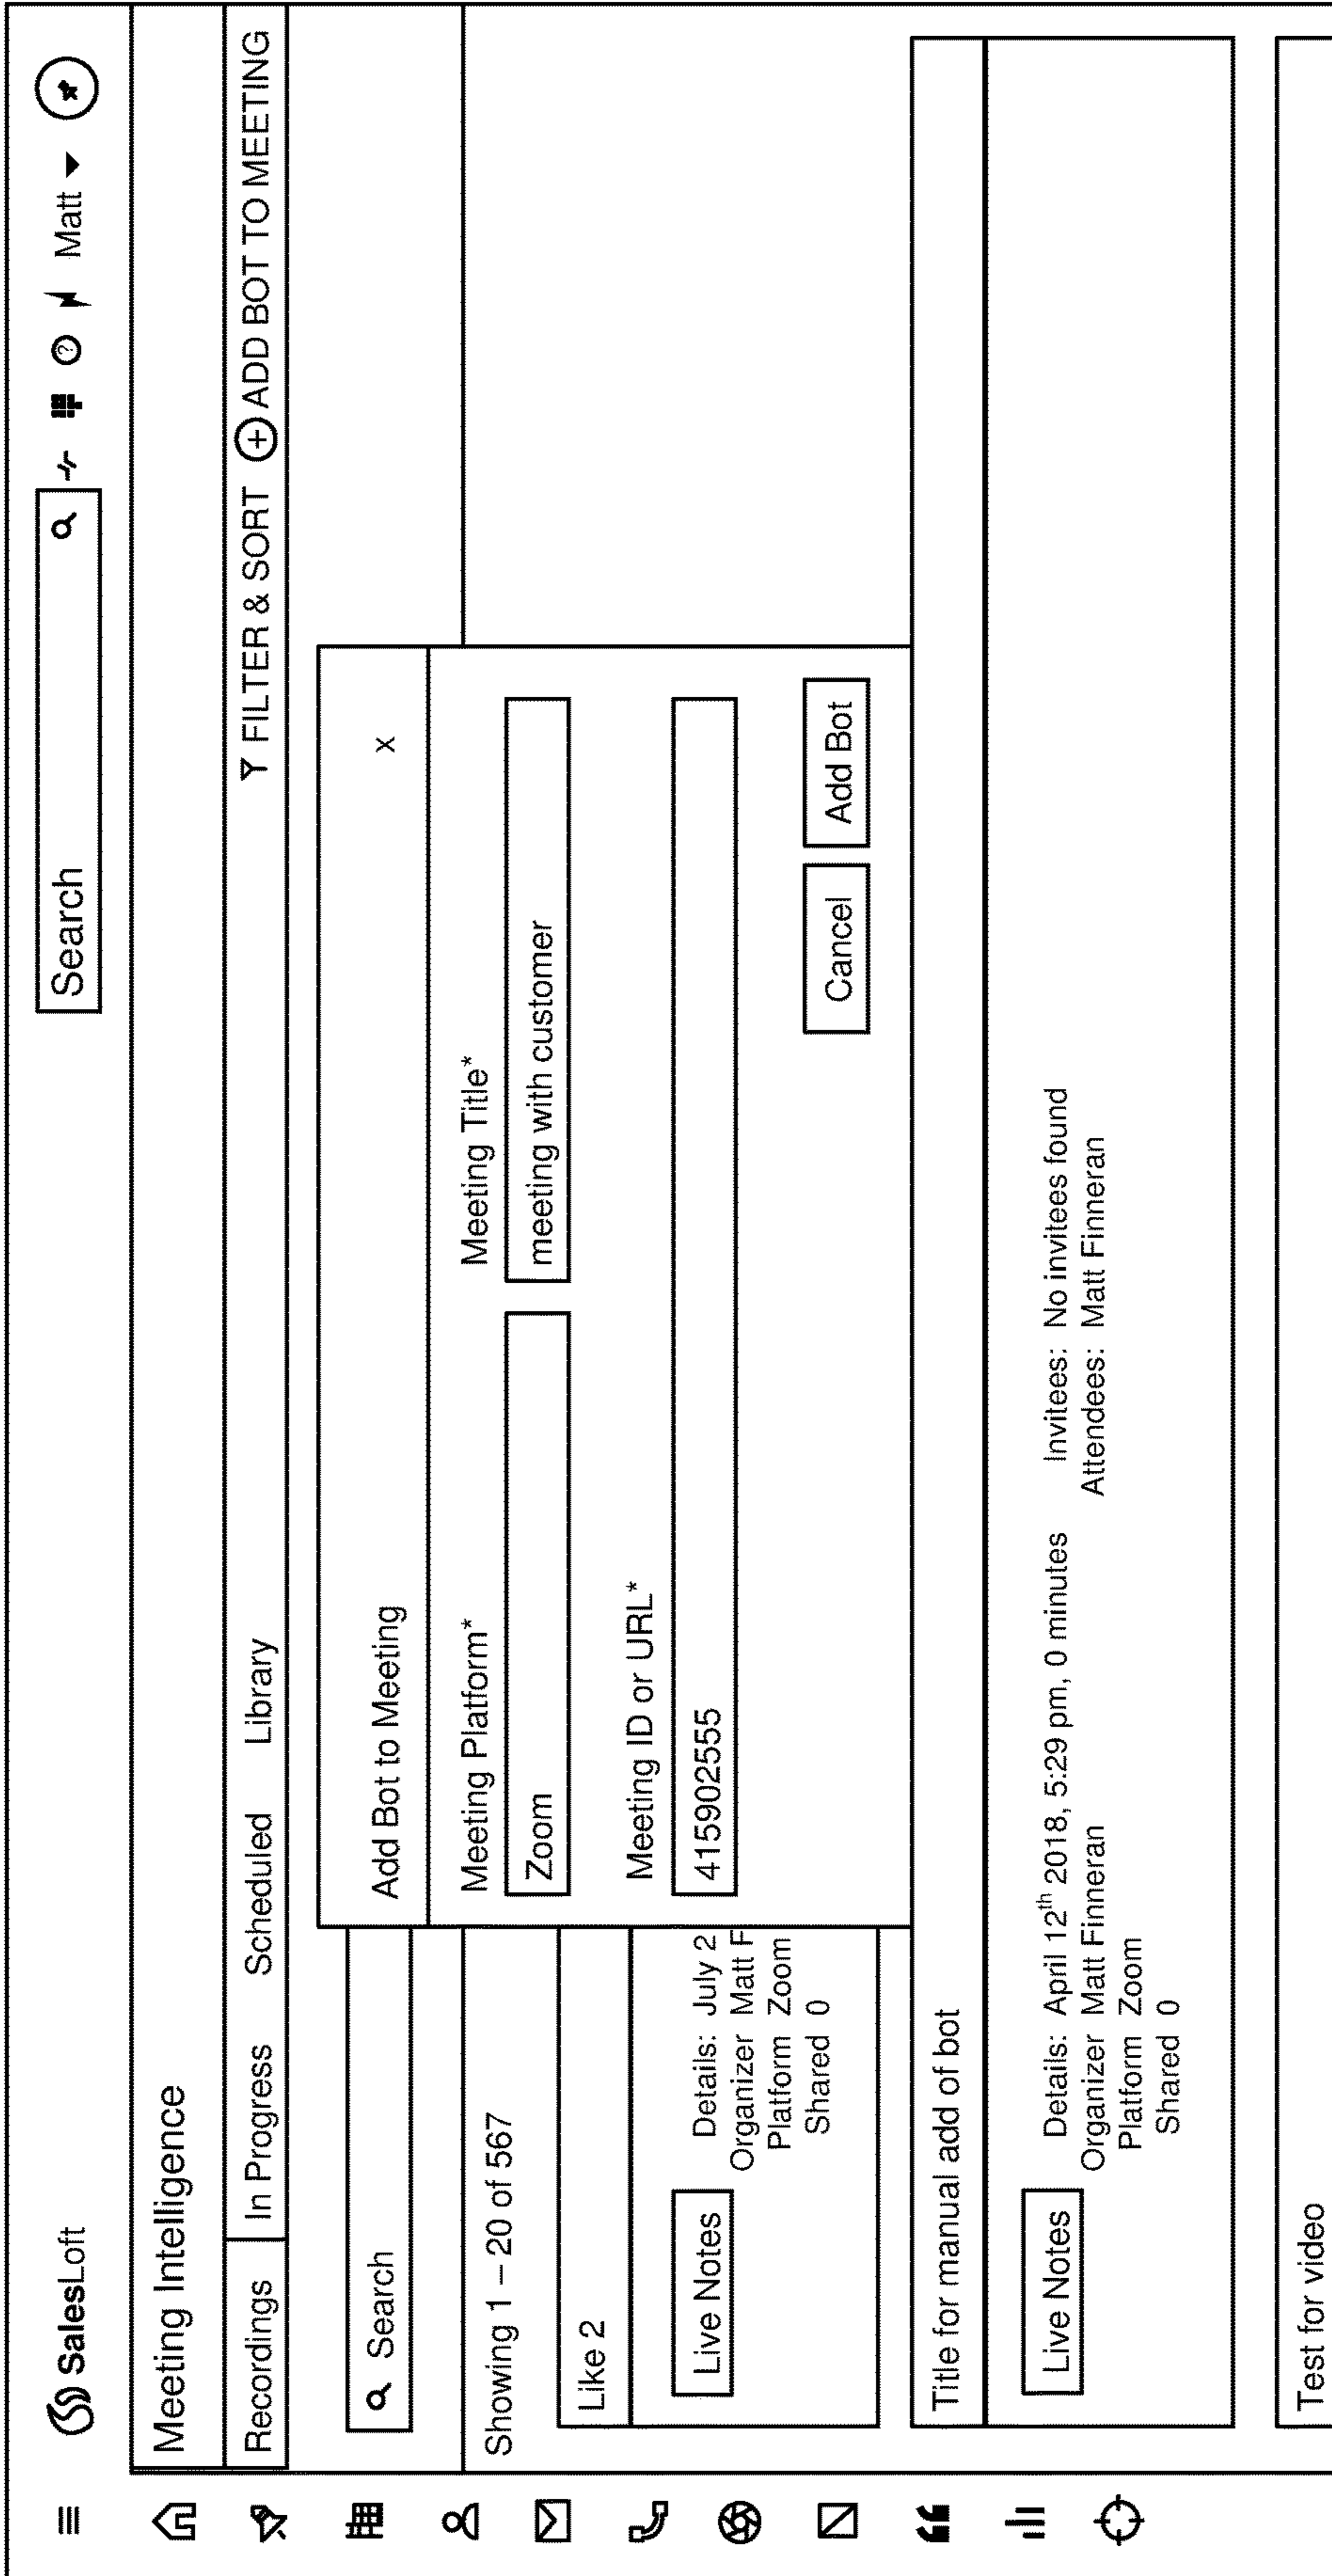 SalesLoft
Search
Matt
Meeting Intelligence
Recordings In Progress Scheduled Library
FILTER & SORT + ADD BOT TO MEETING
Search
Add Bot to Meeting x
Showing 1 – 20 of 567
Meeting Platform* Meeting Title*
Zoom meeting with customer
Like 2
Meeting ID or URL*
415902555
Live Notes
Details: July 2
Organizer Matt F
Platform Zoom
Shared 0
Cancel Add Bot
Title for manual add of bot
Live Notes
Details: April 12th 2018, 5:29 pm, 0 minutes Invitees: No invitees found
Organizer Matt Finneran Attendees: Matt Finneran
Platform Zoom
Shared 0
Test for video